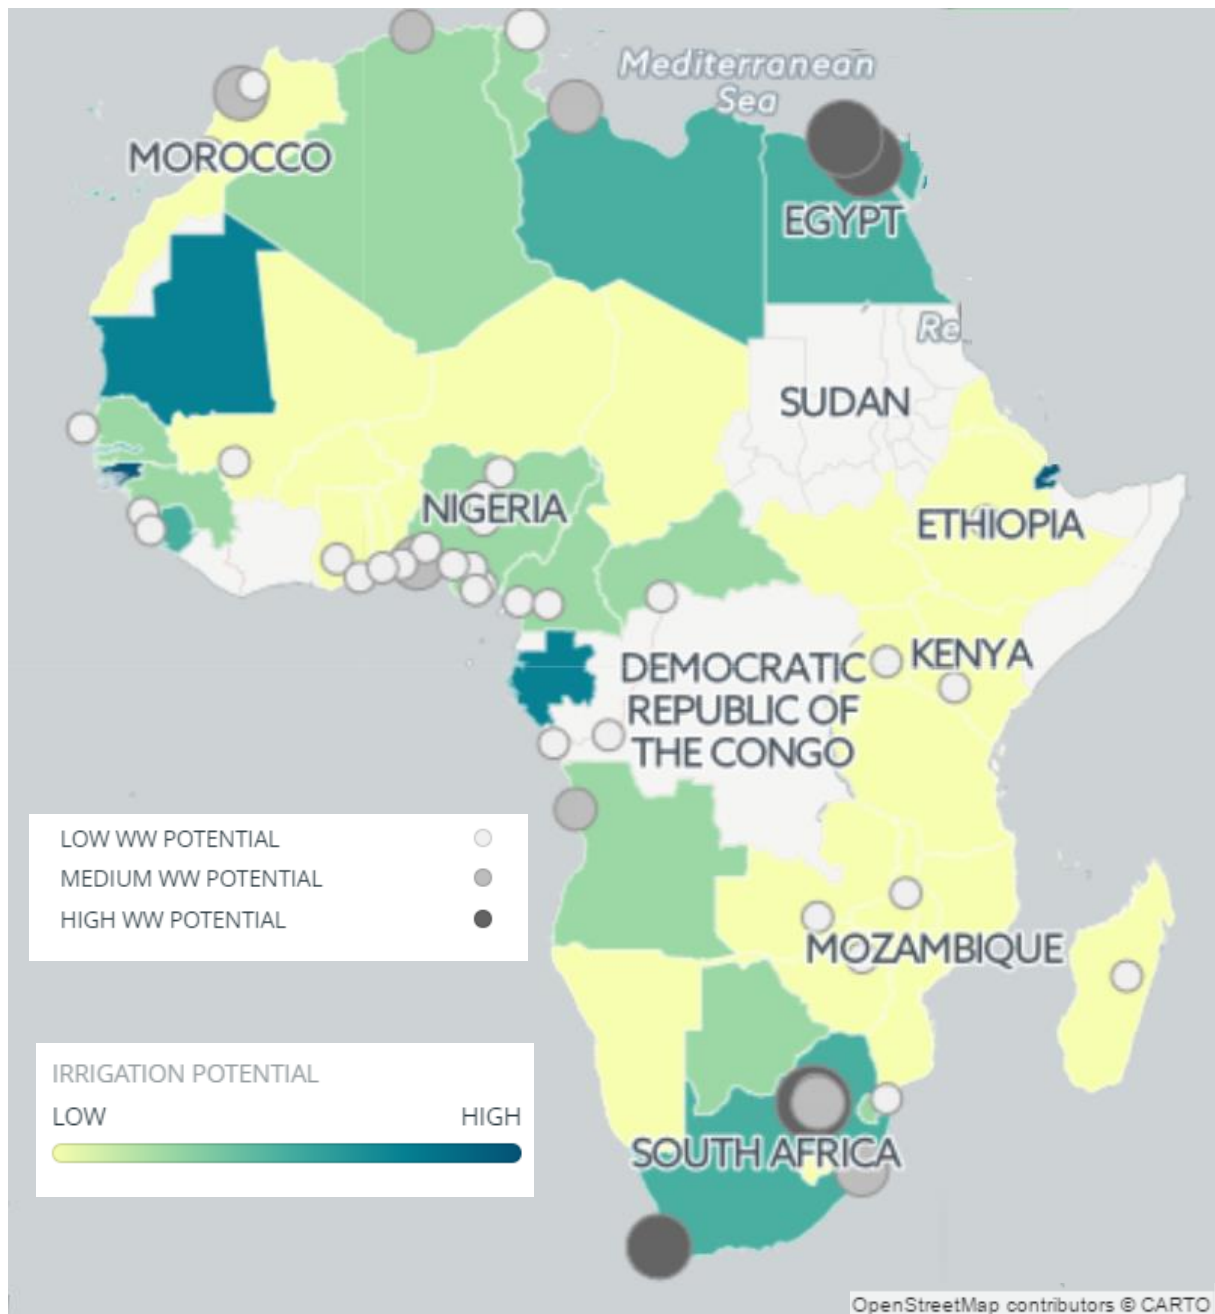 Mediterranean
Sea
MOROCCO
EGYPT
Re
SUDAN
NIGERIA
ETHIOPIA
KENYA
DEMOCRATIC
REPUBLIC OF
THE CONGO
LOW WW POTENTIAL
MEDIUM WW POTENTIAL
HIGH WW POTENTIAL
MOZAMBIQUE
IRRIGATION POTENTIAL
LOW HIGH
SOUTH AFRICA
OpenStreetMap contributors © CARTO